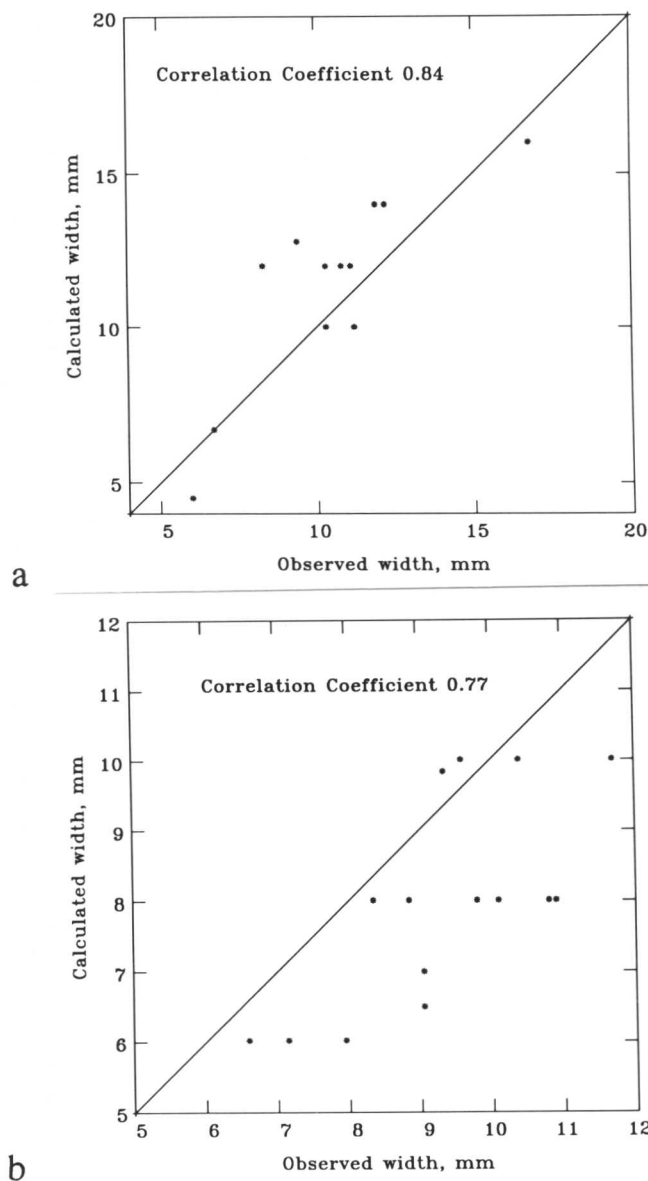 20
Correlation Coefficient 0.84
15
Calculated width, mm
10
5
5 10 15 20
Observed width, mm
a
12
Correlation Coefficient 0.77
11
10
Calculated width, mm
9
8
7
6
5
5 6 7 8 9 10 11 12
Observed width, mm
b